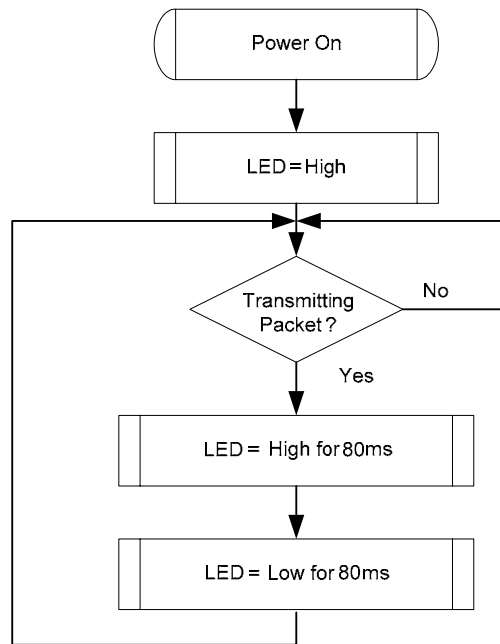 Power On
LED = High
Transmitting
Packet ?
No
Yes
LED = High for 80ms
LED = Low for 80ms